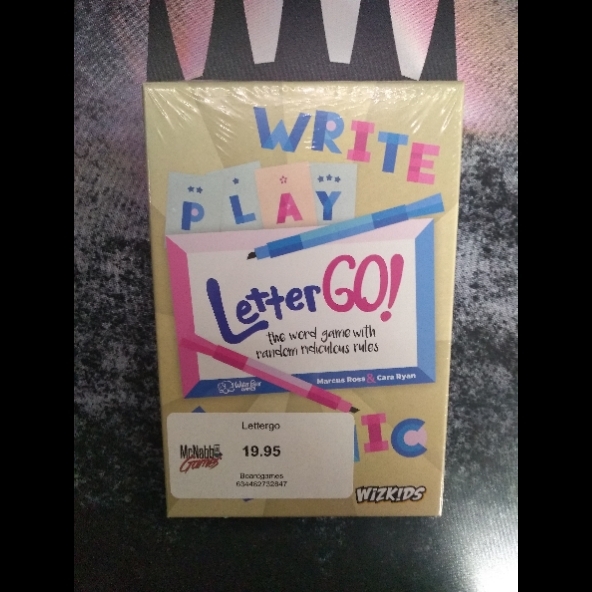 WRITE
PLAY
LetterGO!
the word game with
random ridiculous rules
Marcus Ross & Cara Ryan
IC
Lettergo
McNabb
Games
19.95
Boardgames
WIZKIDS